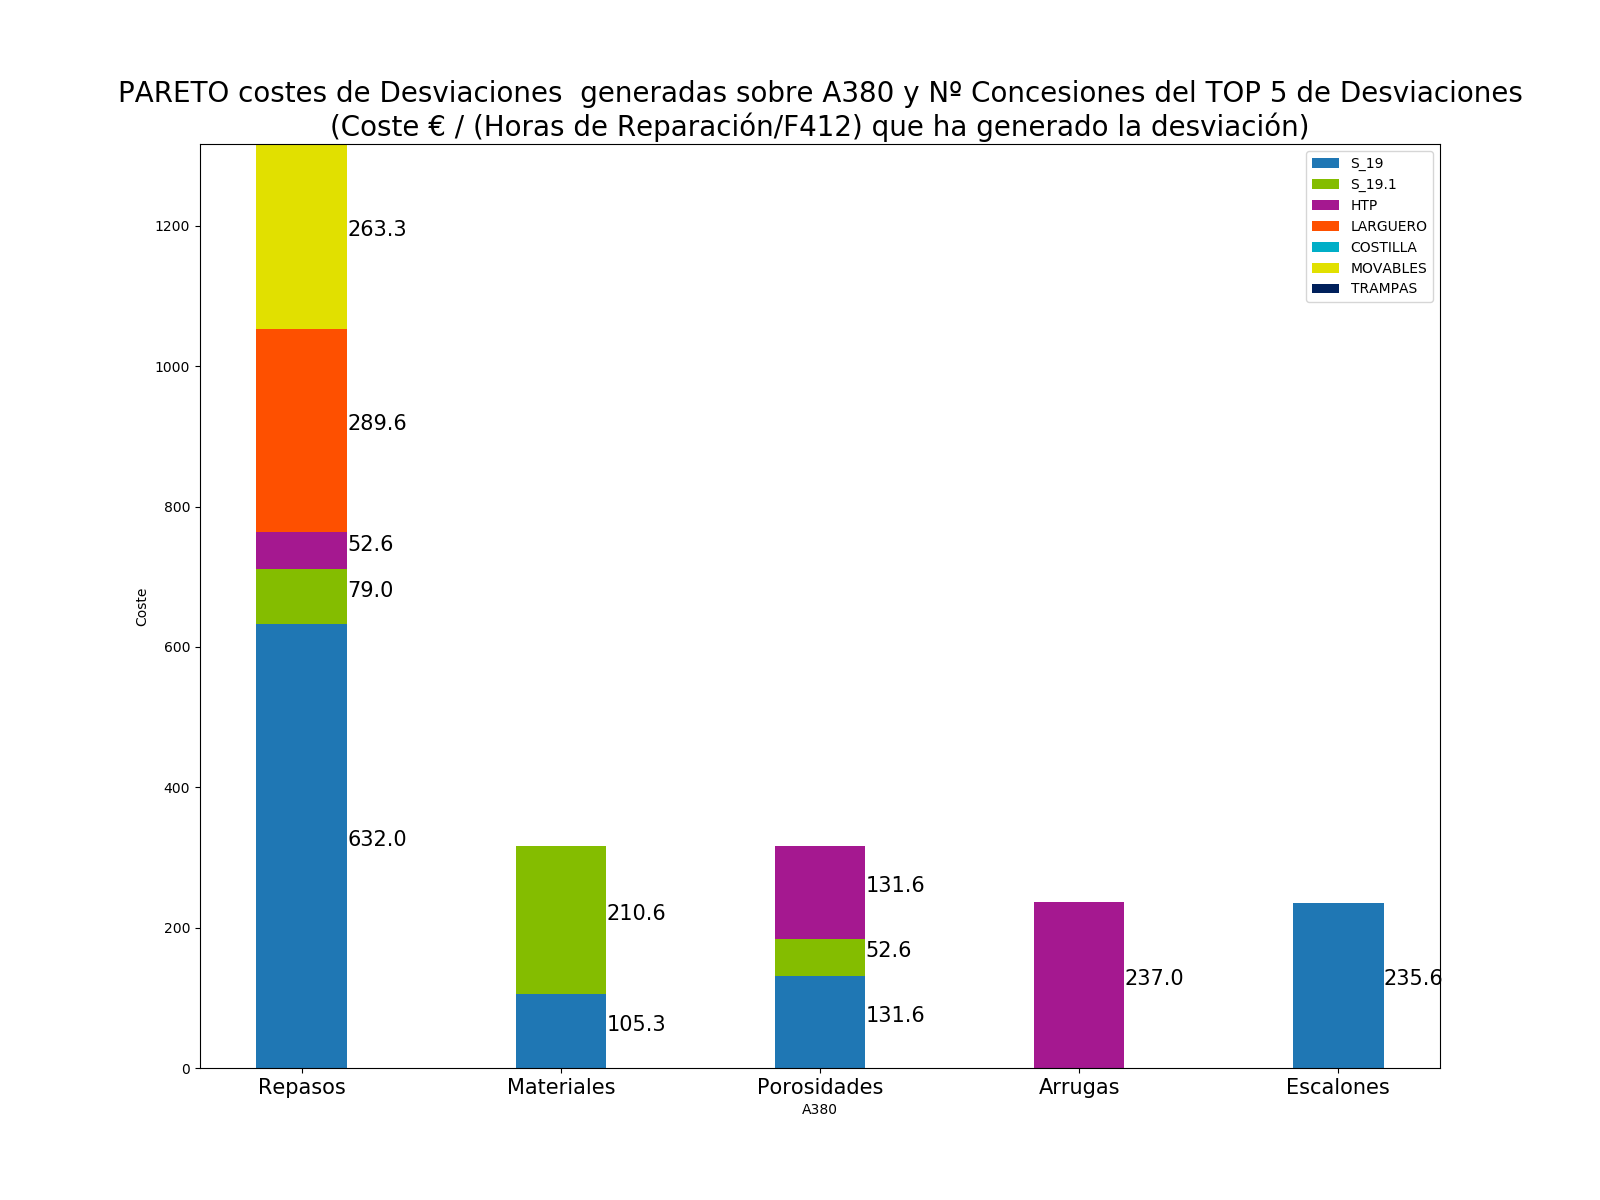 PARETO costes de Desviaciones  generadas sobre A380 y Nº Concesiones del TOP 5 de Desviaciones
(Coste € / (Horas de Reparación/F412) que ha generado la desviación)
S_19
S_19.1
HTP
LARGUERO
COSTILLA
MOVABLES
TRAMPAS
1200
1000
800
600
400
200
0
Coste
263.3
289.6
52.6
79.0
632.0
210.6
105.3
131.6
52.6
131.6
237.0
235.6
Repasos
Materiales
Porosidades
Arrugas
Escalones
A380